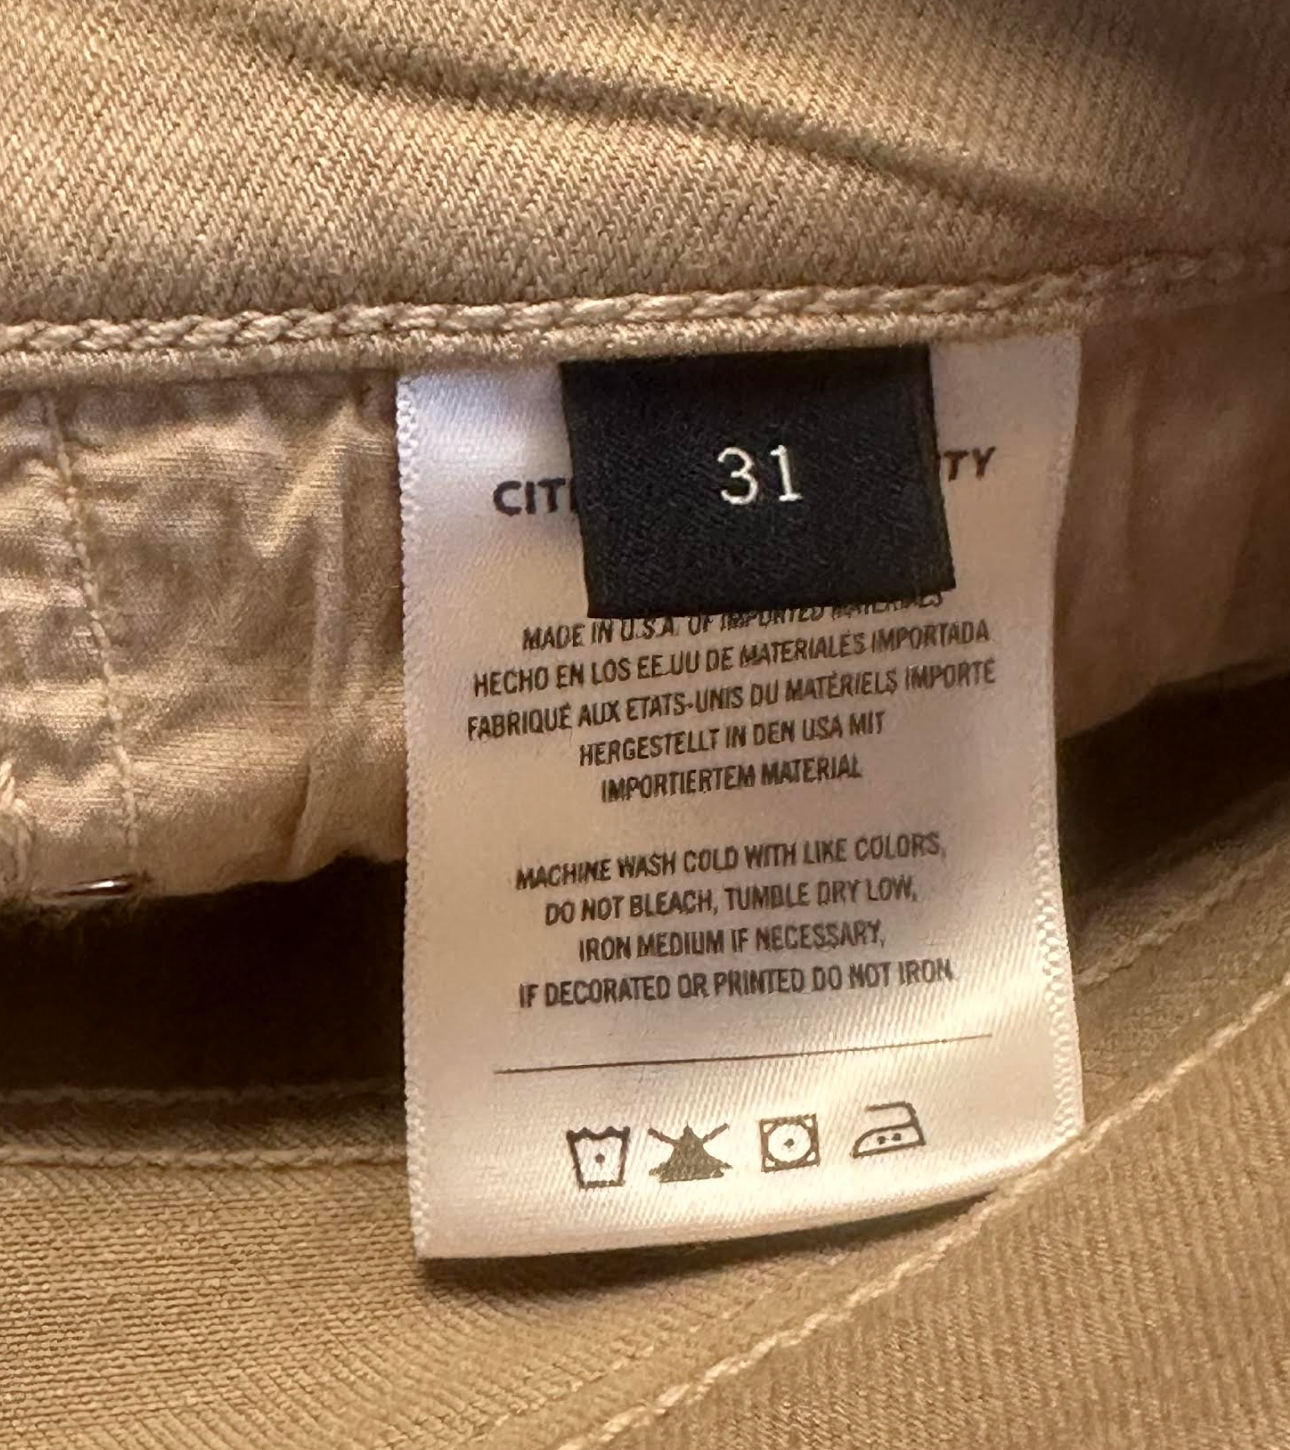 31
CITI TY
MADE IN U.S.A. OF IMPORTED MATERIALS
HECHO EN LOS EE.UU DE MATERIALES IMPORTADA
FABRIQUÉ AUX ETATS-UNIS DU MATÉRIELS IMPORTÉ
HERGESTELLT IN DEN USA MIT
IMPORTIERTEM MATERIAL
MACHINE WASH COLD WITH LIKE COLORS,
DO NOT BLEACH, TUMBLE DRY LOW,
IRON MEDIUM IF NECESSARY,
IF DECORATED OR PRINTED DO NOT IRON